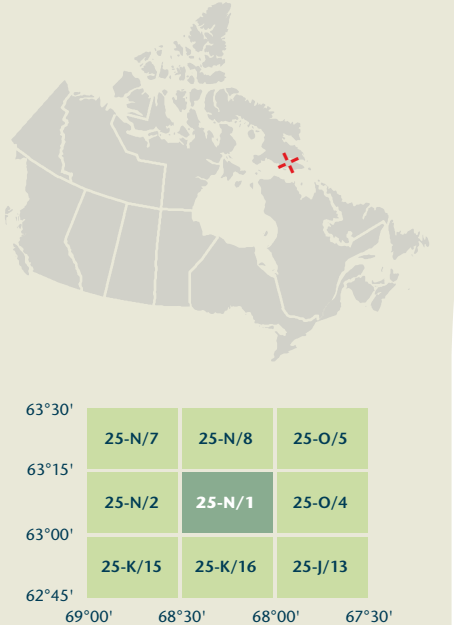 63°30'
25-N/7 25-N/8 25-O/5
63°15'
25-N/2 25-N/1 25-O/4
63°00'
25-K/15 25-K/16 25-J/13
62°45'
69°00' 68°30' 68°00' 67°30'